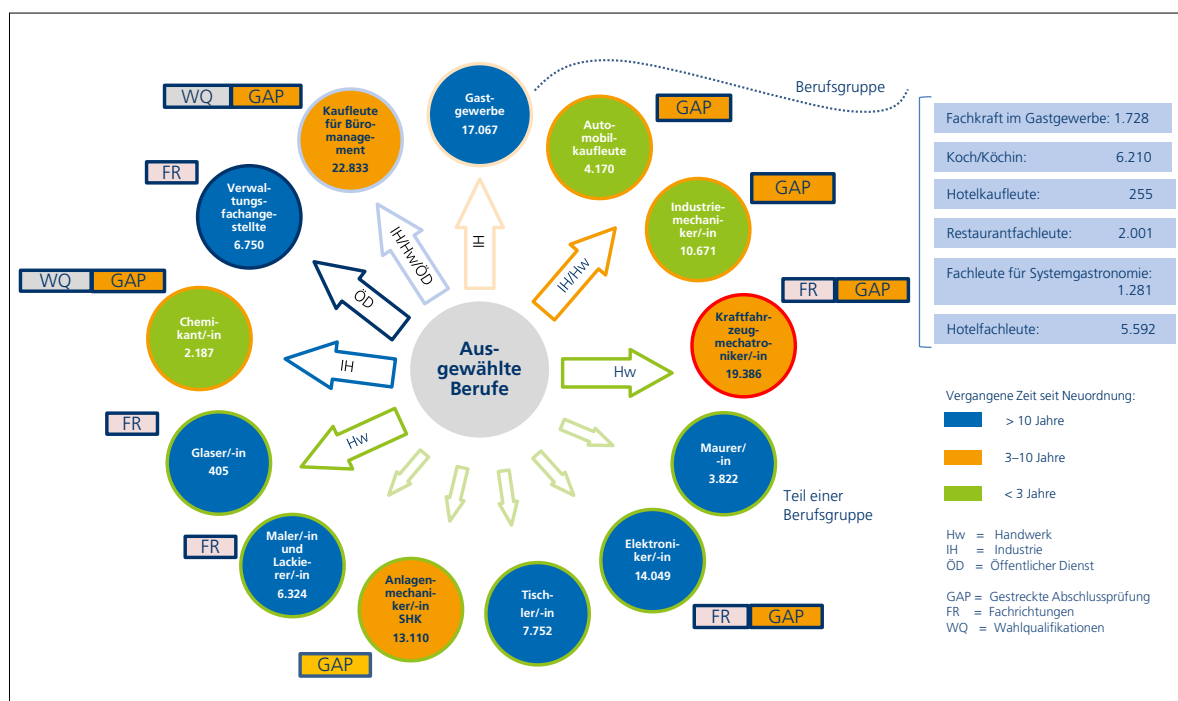 WQ GAP
Kaufleute
für Büro-
manage-
ment
22.833
Gast-
gewerbe
17.067
Berufsgruppe
GAP
Auto-
mobil-
kaufleute
4.170
Fachkraft im Gastgewerbe: 1.728
Koch/Köchin: 6.210
Hotelkaufleute: 255
Restaurantfachleute: 2.001
Fachleute für Systemgastronomie:
1.281
Hotelfachleute: 5.592
FR
Verwal-
tungs-
fachange-
stellte
6.750
GAP
Industrie-
mechanik-
er/-in
10.671
IH/Hw/ÖD
IH
IH/Hw
ÖD
WQ GAP
Chemi-
kant/-in
2.187
IH
Aus-
gewählte
Berufe
Hw
FR GAP
Kraftfahr-
zeug-
mechatro-
niker/-in
19.386
FR
Glaser/-in
405
Hw
Maurer/
-in
3.822
Teil einer
Berufsgruppe
FR
Maler/-in
und
Lackie-
rer/-in
6.324
Anlagen-
mechani-
ker/-in
SHK
13.110
GAP
Tisch-
ler/-in
7.752
Elektroni-
ker/-in
14.049
FR GAP
Vergangene Zeit seit Neuordnung:
> 10 Jahre
3–10 Jahre
< 3 Jahre
Hw = Handwerk
IH = Industrie
ÖD = Öffentlicher Dienst
GAP = Gestreckte Abschlussprüfung
FR = Fachrichtungen
WQ = Wahlqualifikationen